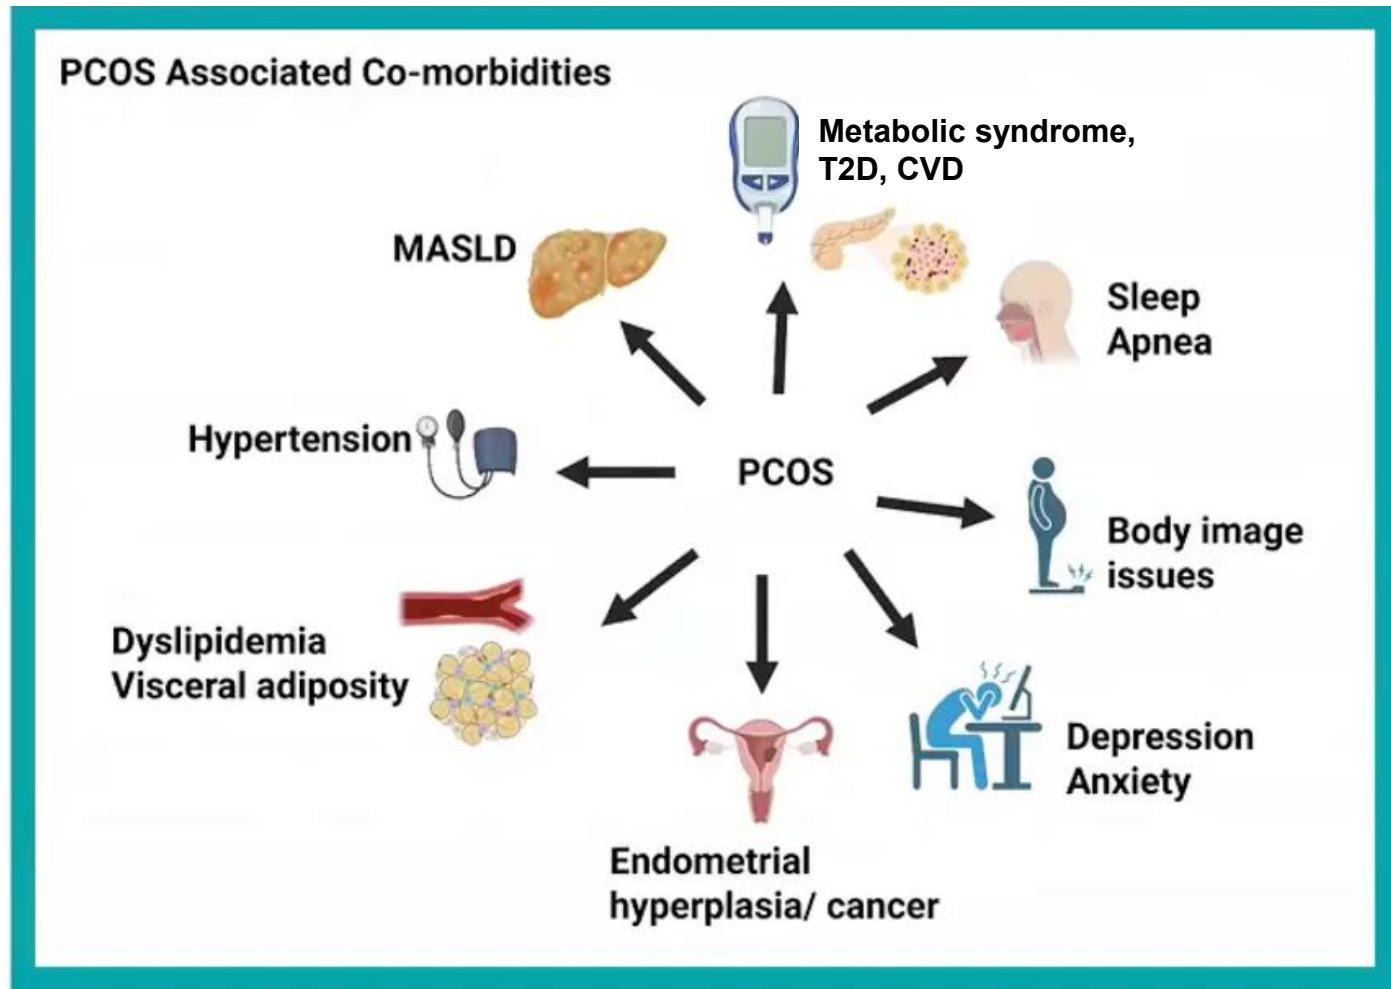 PCOS Associated Co-morbidities
Metabolic syndrome,
T2D, CVD
MASLD
Sleep
Apnea
Hypertension
PCOS
Body image
issues
Dyslipidemia
Visceral adiposity
Depression
Anxiety
Endometrial
hyperplasia/ cancer